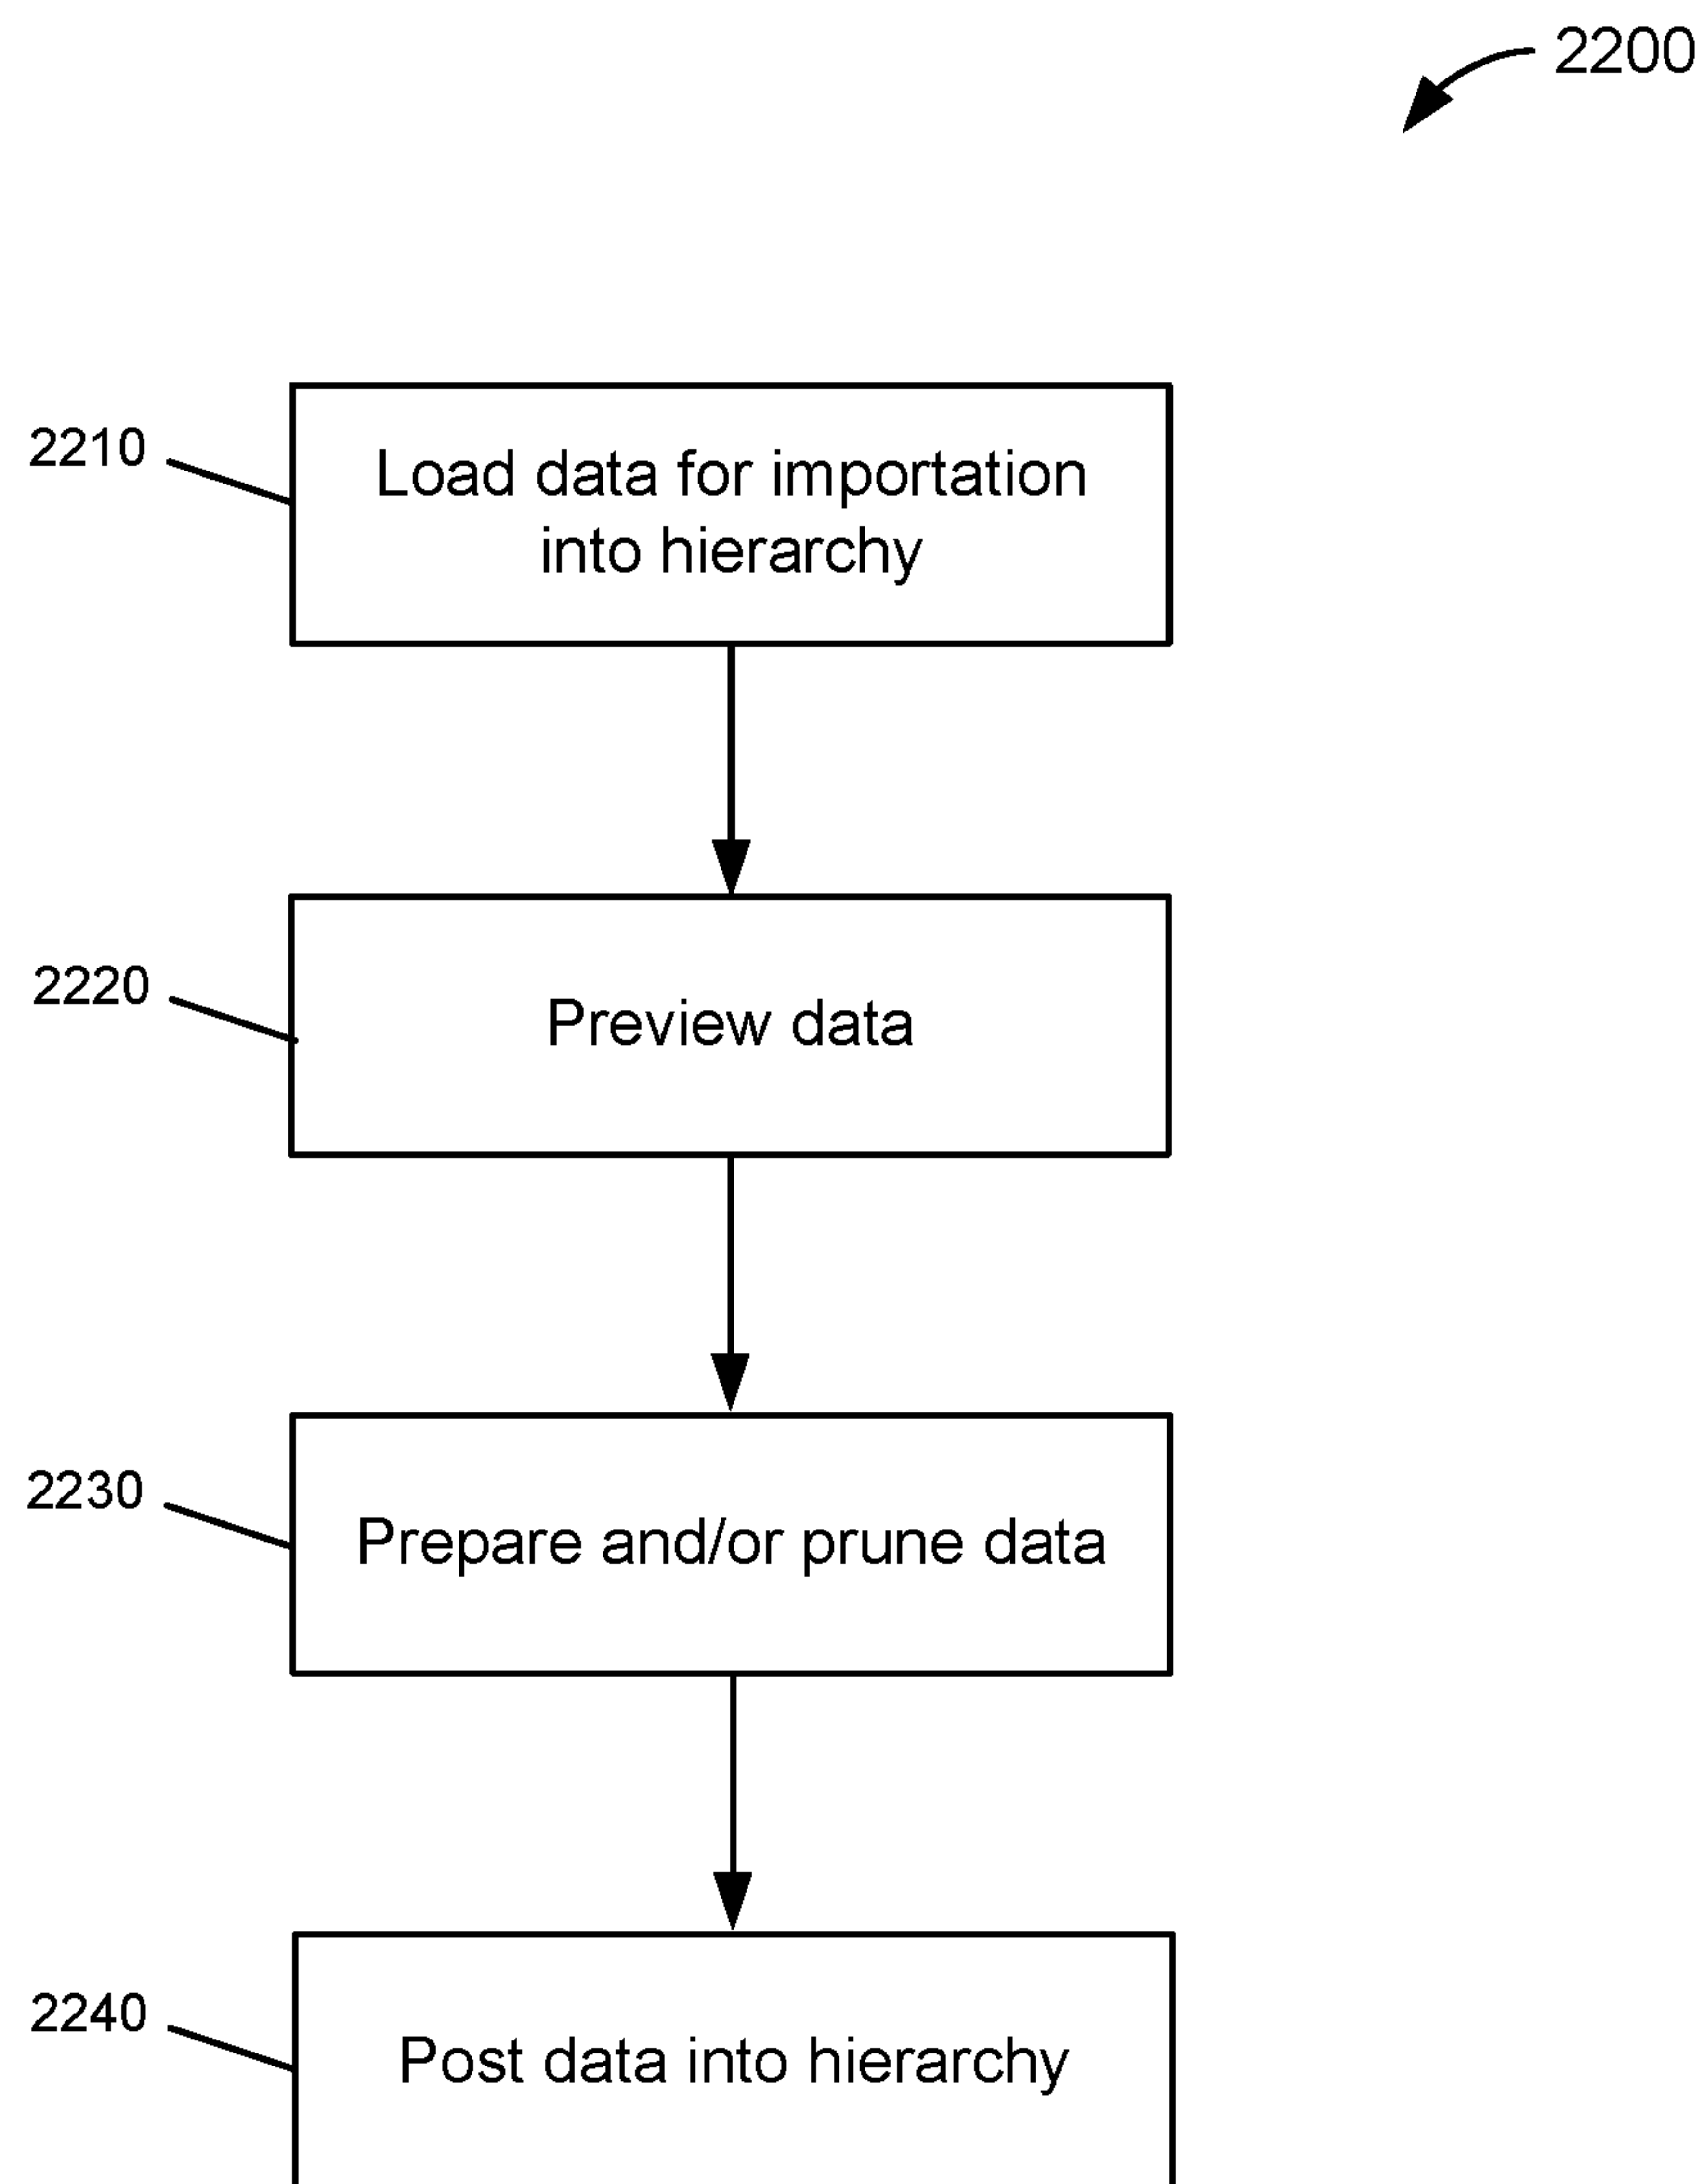 2200
2210
Load data for importation
into hierarchy
2220
Preview data
2230
Prepare and/or prune data
2240
Post data into hierarchy